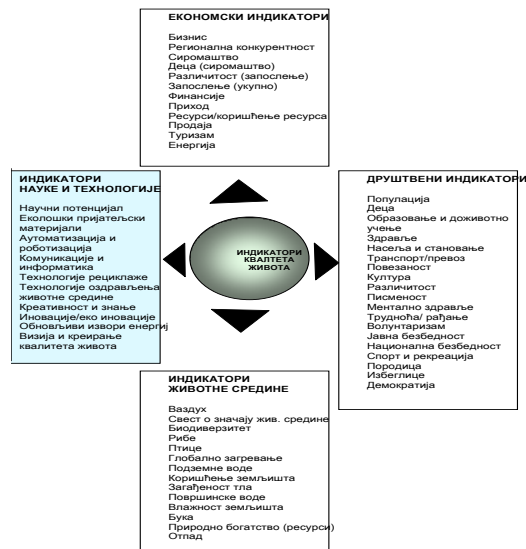 ЕКОНОМСКИ ИНДИКАТОРИ
Бизнис
Регионална конкурентност
Сиромаштво
Деца (сиромаштво)
Различитост (запослење)
Запослење (укупно)
Финансије
Приход
Ресурси/коришћење ресурса
Продаја
Туризам
Енергија
ИНДИКАТОРИ
НАУКЕ И ТЕХНОЛОГИЈЕ
Научни потенцијал
Еколошки пријатељски
материјали
Аутоматизација и
роботизација
Комуникације и
информатика
Технологије рециклаже
Технологије оздрављења
животне средине
Креативност и знање
Иновације/еко иновације
Обновљиви извори енергиј
Визија и креирање
квалитета живота
ИНДИКАТОРИ
КВАЛТЕТА
ЖИВОТА
ДРУШТВЕНИ ИНДИКАТОРИ
Популација
Деца
Образовање и доживотно
учење
Здравље
Насеља и становање
Транспорт/превоз
Повезаност
Култура
Различитост
Писменост
Ментално здравље
Трудноћа/ рађање
Волунтаризам
Јавна безбедност
Национална безбедност
Спорт и рекреација
Породица
Избеглице
Демократија
ИНДИКАТОРИ
ЖИВОТНЕ СРЕДИНЕ
Ваздух
Свест о значају жив. средине
Биодиверзитет
Рибе
Птице
Глобално загревање
Подземне воде
Коришћење земљишта
Загађеност тла
Површинске воде
Влажност земљишта
Бука
Природно богатство (ресурси)
Отпад